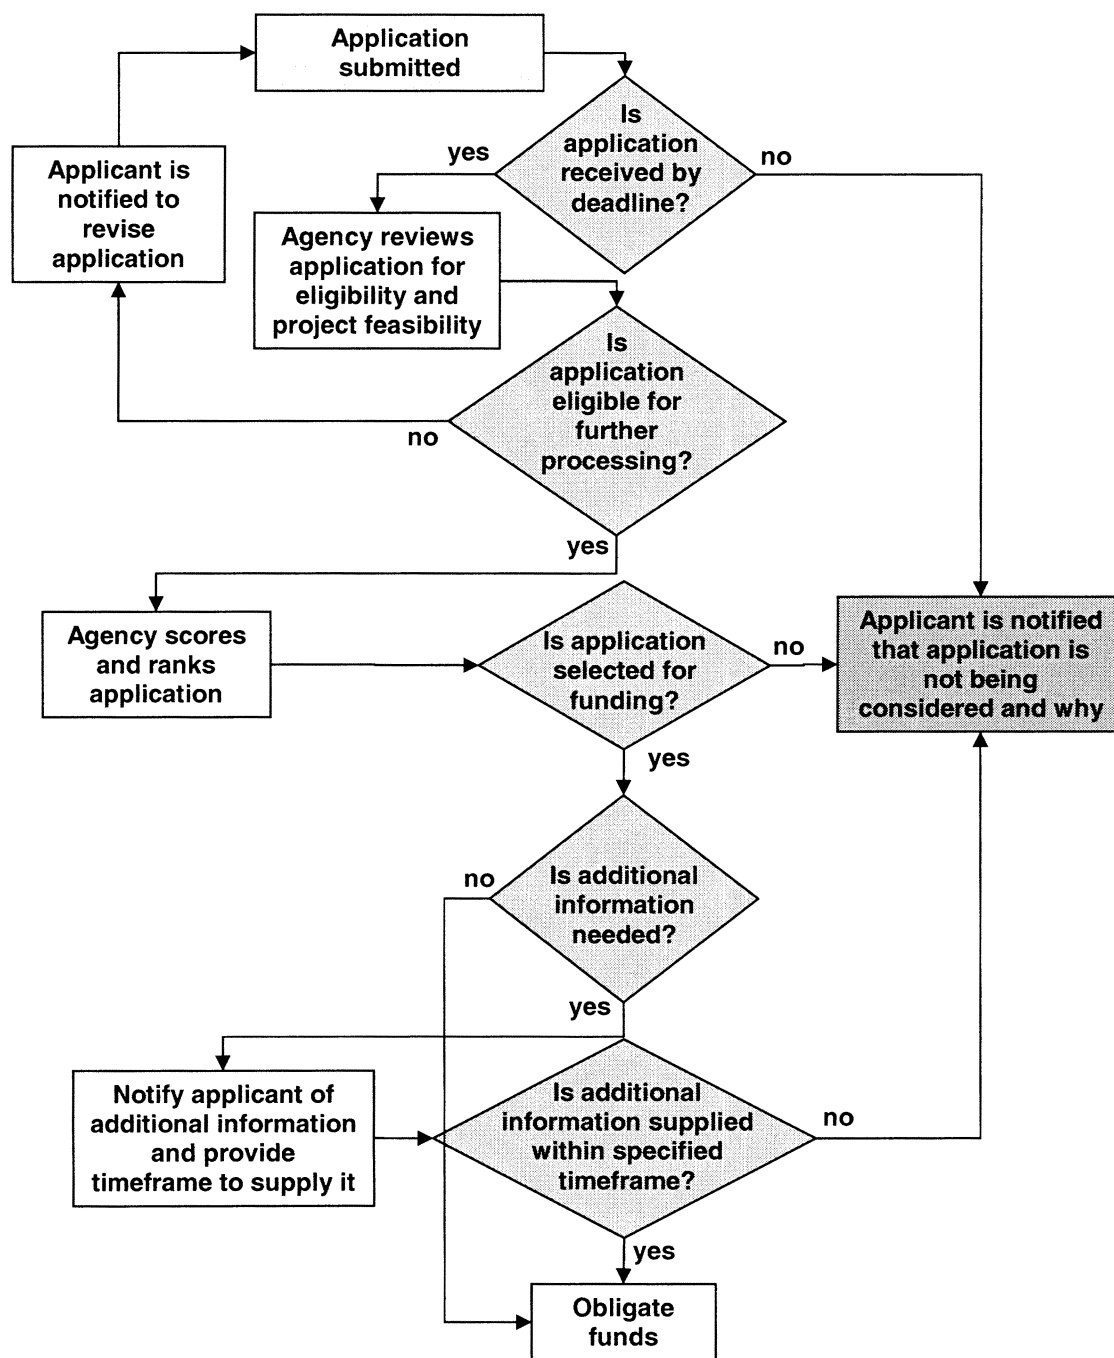 Application
submitted
Is
application
received by
deadline?
yes
no
Applicant is
notified to
revise
application
Agency reviews
application for
eligibility and
project feasibility
Is
application
eligible for
further
processing?
no
yes
Agency scores
and ranks
application
Is application
selected for
funding?
no
Applicant is notified
that application is
not being
considered and why
yes
Is additional
information
needed?
no
yes
Notify applicant of
additional information
and provide
timeframe to supply it
Is additional
information supplied
within specified
timeframe?
no
yes
Obligate
funds